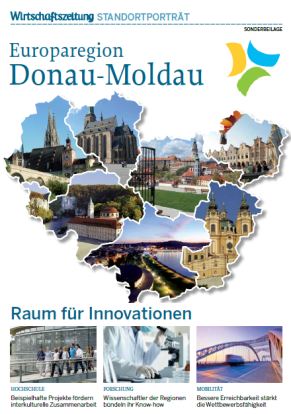 Wirtschaftszeitung STANDORTPORTRÄT
SONDERBEILAGE
Europaregion
Donau-Moldau
Raum für Innovationen
HOCHSCHULE
Beispielhafte Projekte fördern
interkulturelle Zusammenarbeit
FORSCHUNG
Wissenschaftler der Regionen
bündeln ihr Know-how
MOBILITÄT
Bessere Erreichbarkeit stärkt
die Wettbewerbsfähigkeit